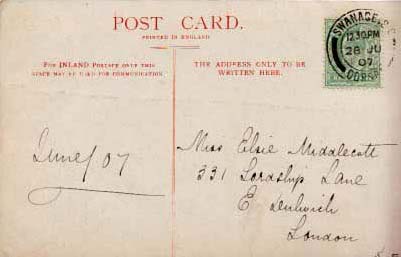 POST CARD.
PRINTED IN ENGLAND
FOR INLAND POSTAGE ONLY THIS
SPACE MAY BE USED FOR COMMUNICATION
THE ADDRESS ONLY TO BE
WRITTEN HERE.
SWANAGE
12.30PM
28 JU
07
DORSET
June/07
Miss Elsie Middlecott
331 Lordship Lane
E Dulwich
London